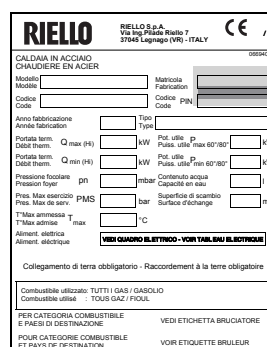 RIELLO
RIELLO S.p.A.
Via Ing.Pilade Riello 7
37045 Legnago (VR) - ITALY
CE
CALDAIA IN ACCIAIO
CHAUDIERE EN ACIER
Modello
Modèle
Matricola
Fabrication
Codice
Code
Codice
Code PIN
Anno fabbricazione
Année fabrication
Tipo
Type
Portata term.
Débit therm. Q max (Hi) kW
Pot. utile
Puiss. utile P max 60°/80°
Portata term.
Débit therm. Q min (Hi) kW
Pot. utile
Puiss. utile P min 60°/80°
Pressione focolare
Pression foyer pn mbar
Contenuto acqua
Capacité en eau l
Pres. Max esercizio
Pres. Max de serv. PMS bar
Superficie di scambio
Surface d'échange
T°Max ammessa
T°Max admise T max °C
Aliment. elettrica
Aliment. eléctrique
VEDI QUADRO ELETTRICO - VOIR TABLEAU ELECTRIQUE
Collegamento di terra obbligatorio - Raccordement à la terre obligatoire
Combustibile utilizzato: TUTTI I GAS / GASOLIO
Combustible utilisé : TOUS GAZ / FIOUL
PER CATEGORIA COMBUSTIBILE
E PAESI DI DESTINAZIONE
VEDI ETICHETTA BRUCIATORE
POUR CATEGORIE COMBUSTIBLE
ET PAYS DE DESTINATION
VOIR ETIQUETTE BRULEUR